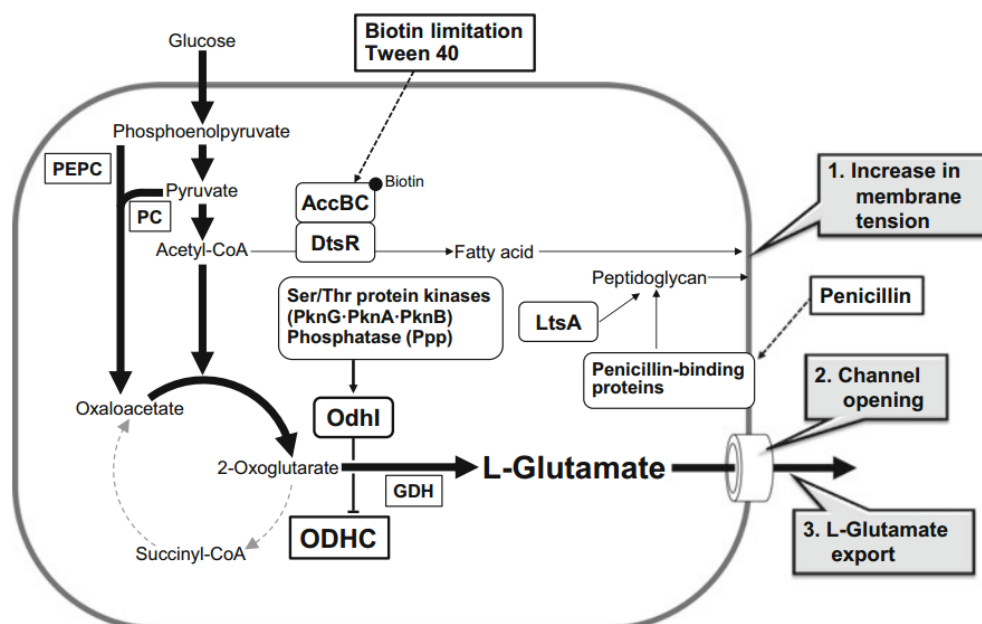 Glucose
Biotin limitation
Tween 40
Phosphoenolpyruvate
PEPC
Pyruvate
PC
Biotin
AccBC
DtsR
Acetyl-CoA
Fatty acid
1. Increase in
membrane
tension
Peptidoglycan
Ser/Thr protein kinases
(PknG·PknA·PknB)
Phosphatase (Ppp)
LtsA
Penicillin
Penicillin-binding
proteins
2. Channel
opening
Oxaloacetate
OdhI
2-Oxoglutarate
L-Glutamate
GDH
ODHC
Succinyl-CoA
3. L-Glutamate
export